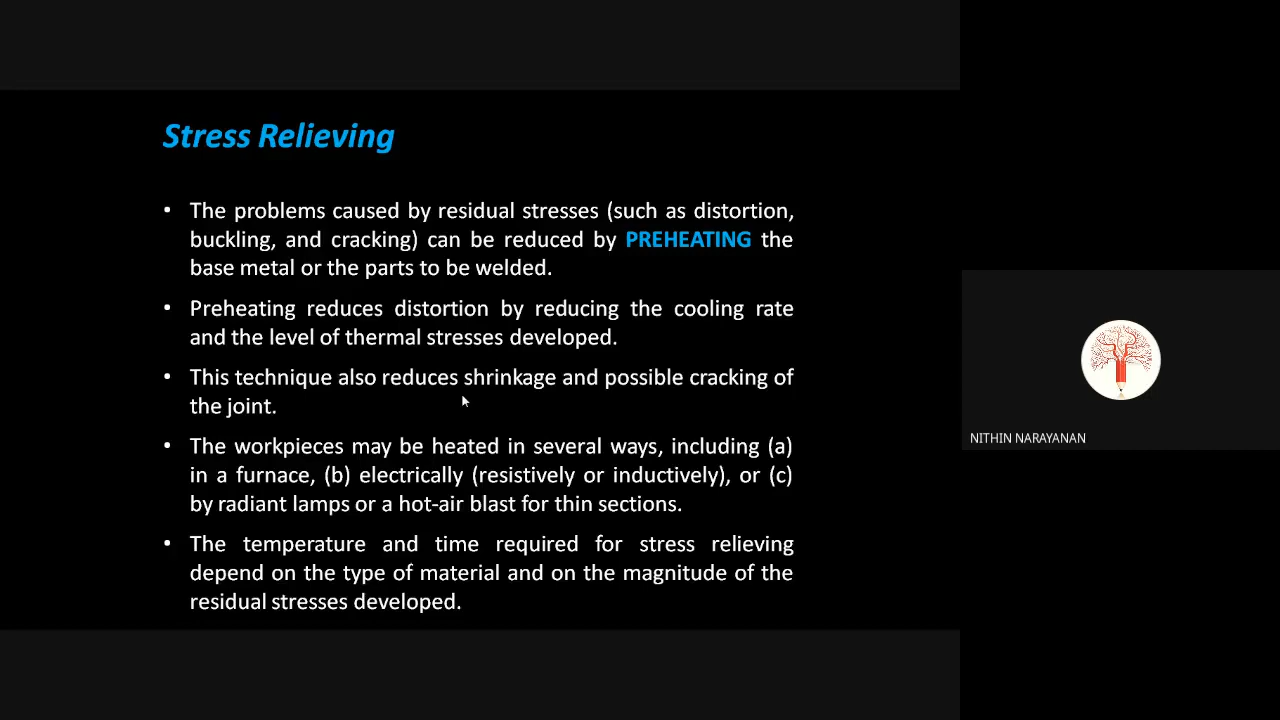 Stress Relieving
• The problems caused by residual stresses (such as distortion,
buckling, and cracking) can be reduced by PREHEATING the
base metal or the parts to be welded.
• Preheating reduces distortion by reducing the cooling rate
and the level of thermal stresses developed.
• This technique also reduces shrinkage and possible cracking of
the joint.
• The workpieces may be heated in several ways, including (a)
in a furnace, (b) electrically (resistively or inductively), or (c)
by radiant lamps or a hot-air blast for thin sections.
• The temperature and time required for stress relieving
depend on the type of material and on the magnitude of the
residual stresses developed.
NITHIN NARAYANAN